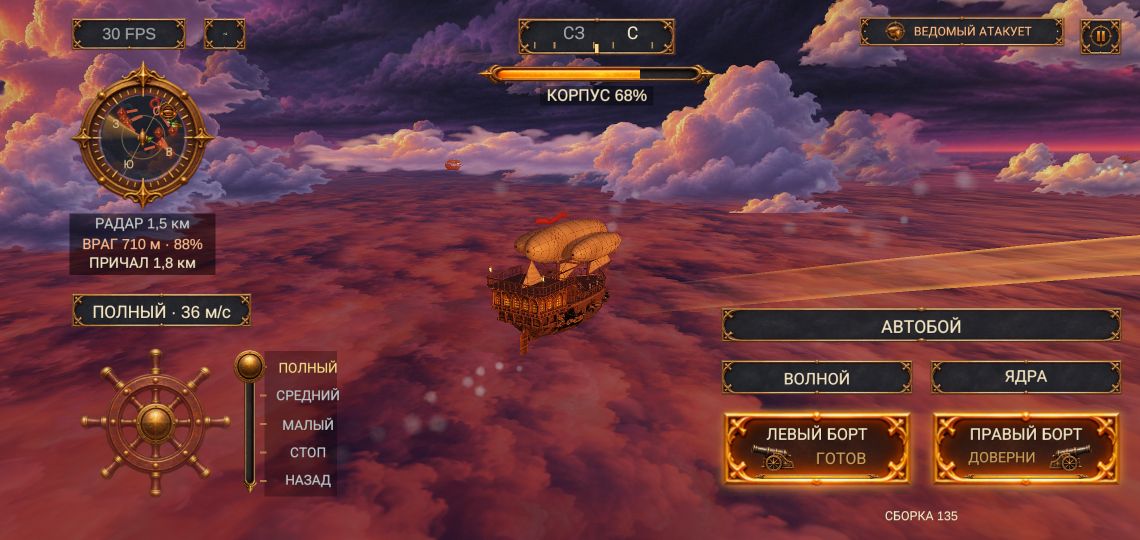 30 FPS
~
СЗ С
ВЕДОМЫЙ АТАКУЕТ
КОРПУС 68%
З
В
Ю
РАДАР 1,5 км
ВРАГ 710 м · 88%
ПРИЧАЛ 1,8 км
ПОЛНЫЙ · 36 м/с
ПОЛНЫЙ
СРЕДНИЙ
МАЛЫЙ
СТОП
НАЗАД
АВТОБОЙ
ВОЛНОЙ
ЯДРА
ЛЕВЫЙ БОРТ
ГОТОВ
ПРАВЫЙ БОРТ
ДОВЕРНИ
СБОРКА 135